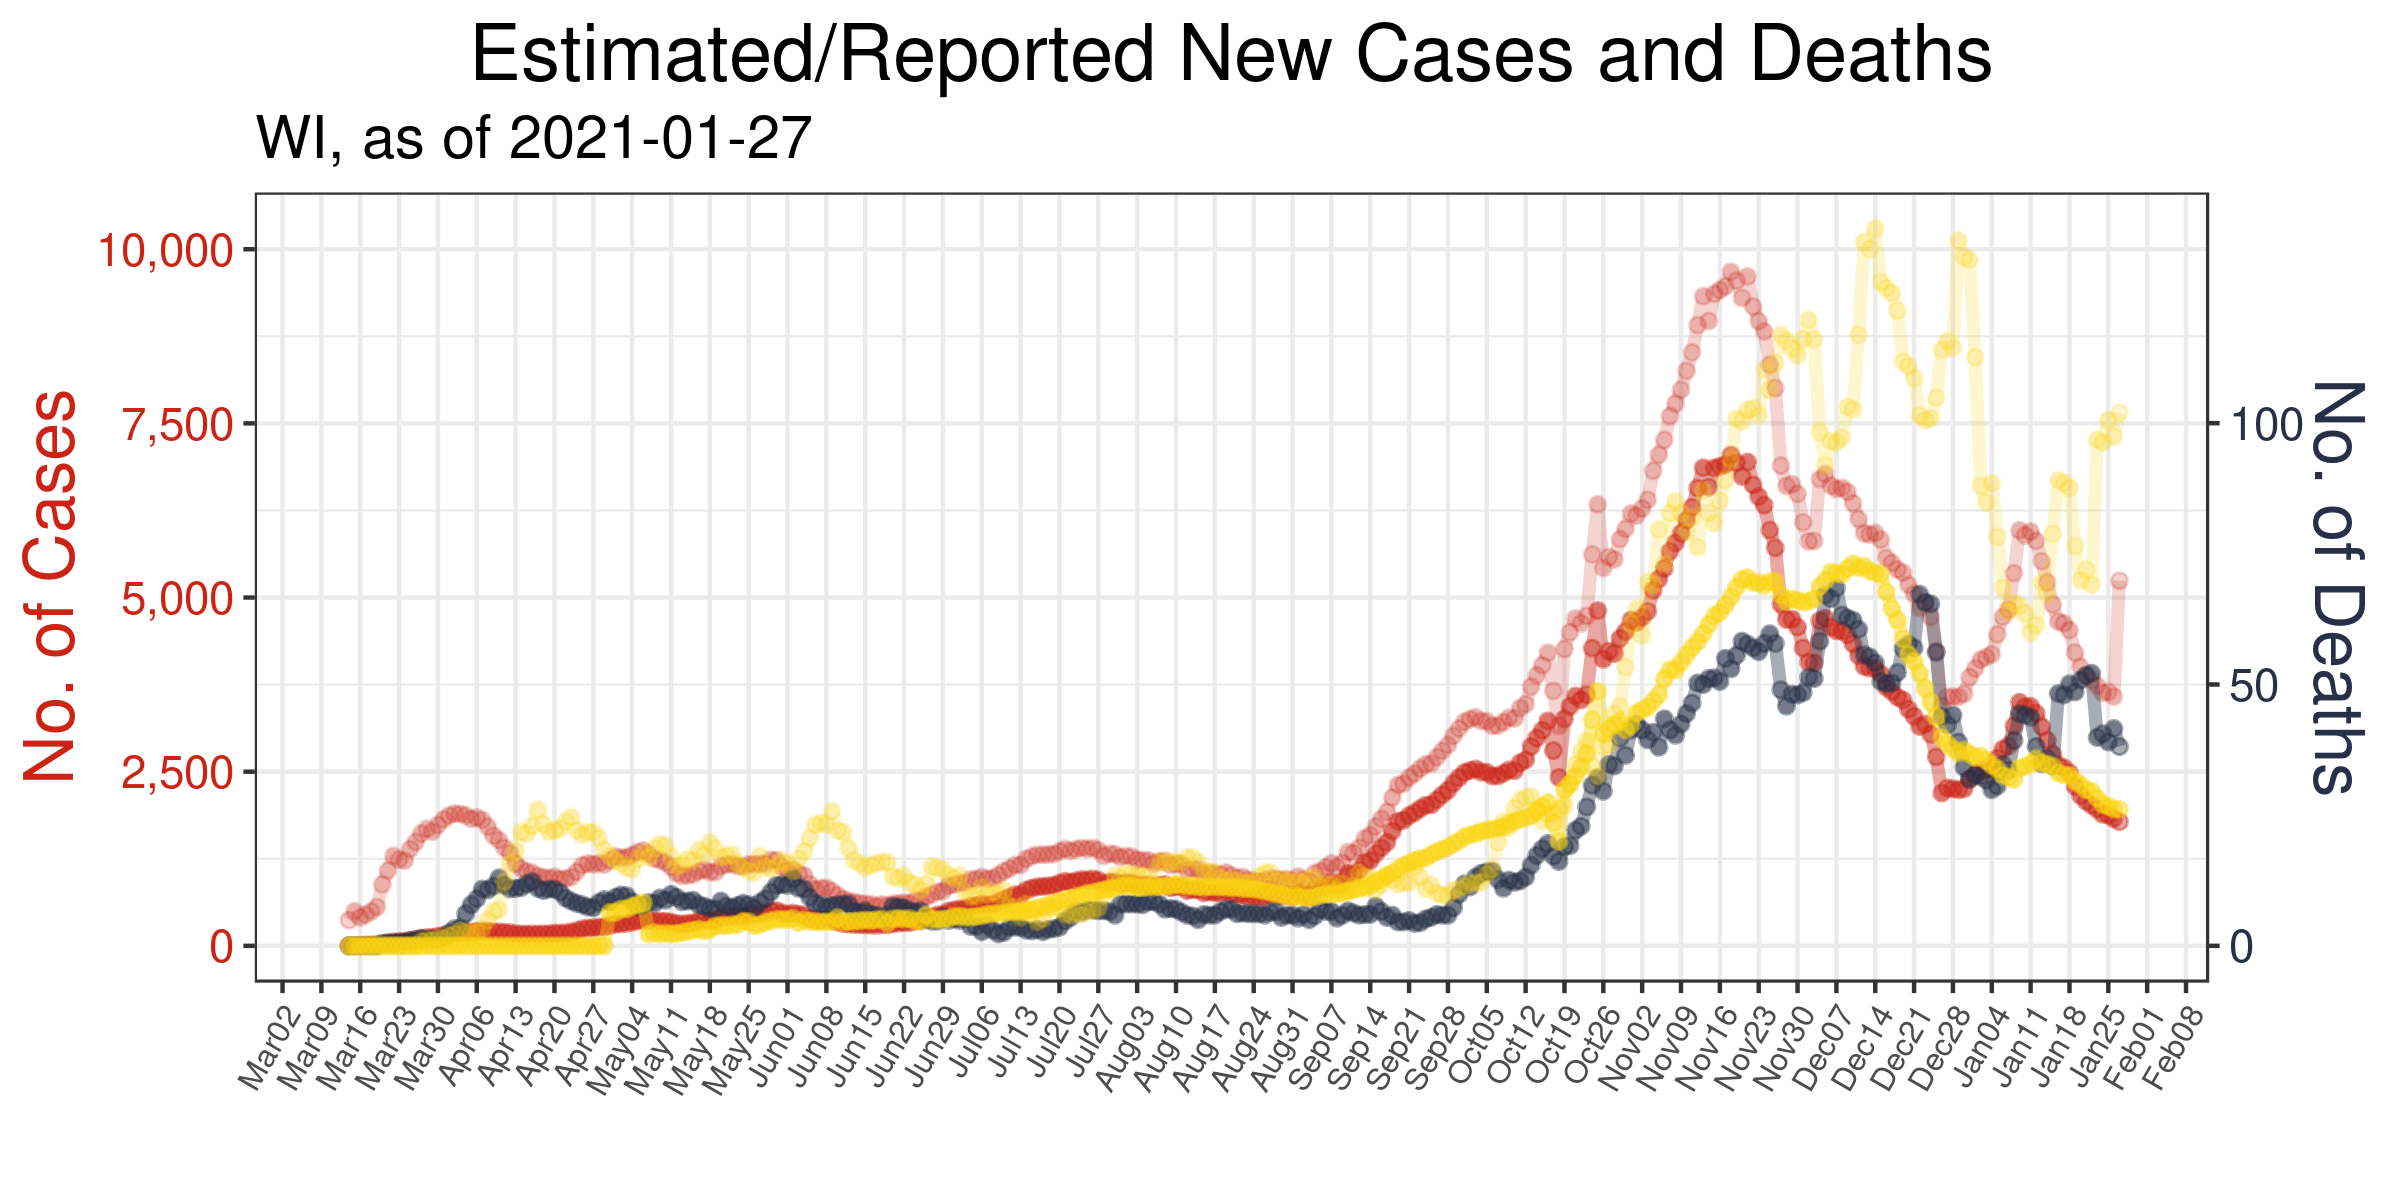 Estimated/Reported New Cases and Deaths
WI, as of 2021-01-27
No. of Cases
10,000
7,500
5,000
2,500
0
100
50
0
No. of Deaths
Mar02
Mar09
Mar16
Mar23
Mar30
Apr06
Apr13
Apr20
Apr27
May04
May11
May18
May25
Jun01
Jun08
Jun15
Jun22
Jun29
Jul06
Jul13
Jul20
Jul27
Aug03
Aug10
Aug17
Aug24
Aug31
Sep07
Sep14
Sep21
Sep28
Oct05
Oct12
Oct19
Oct26
Nov02
Nov09
Nov16
Nov23
Nov30
Dec07
Dec14
Dec21
Dec28
Jan04
Jan11
Jan18
Jan25
Feb01
Feb08